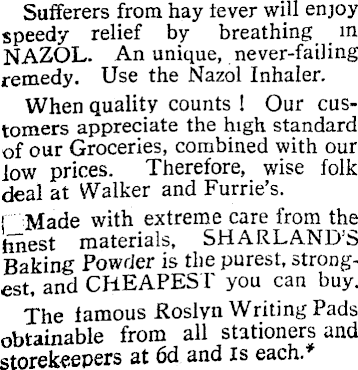 Sufferers from hay fever will enjoy
speedy relief by breathing in
NAZOL. An unique, never-failing
remedy. Use the Nazol Inhaler.
When quality counts ! Our cus-
tomers appreciate the high standard
of our Groceries, combined with our
low prices. Therefore, wise folk
deal at Walker and Furrie's.
Made with extreme care from the
finest materials, SHARLAND'S
Baking Powder is the purest, strong-
est, and CHEAPEST you can buy.
The famous Roslyn Writing Pads
obtainable from all stationers and
storekeepers at 6d and 1s each.*